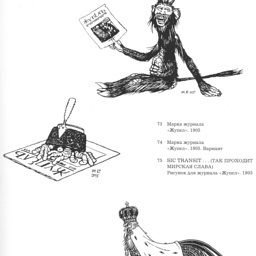 ЖУПЕЛЪ
73 Марка журнала
«Жупел». 1905
74 Марка журнала
«Жупел». 1905. Вариант
75 SIC TRANSIT . . . (ТАК ПРОХОДИТ
МИРСКАЯ СЛАВА)
Рисунок для журнала «Жупел». 1905